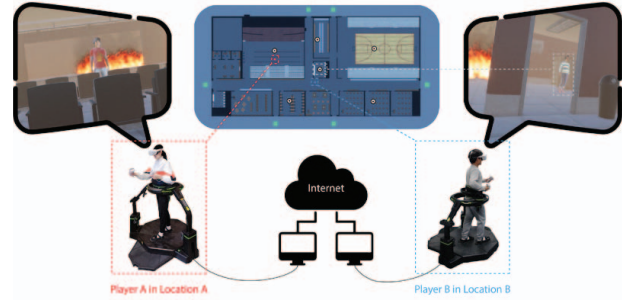 Internet
Player A in Location A
Player B in Location B